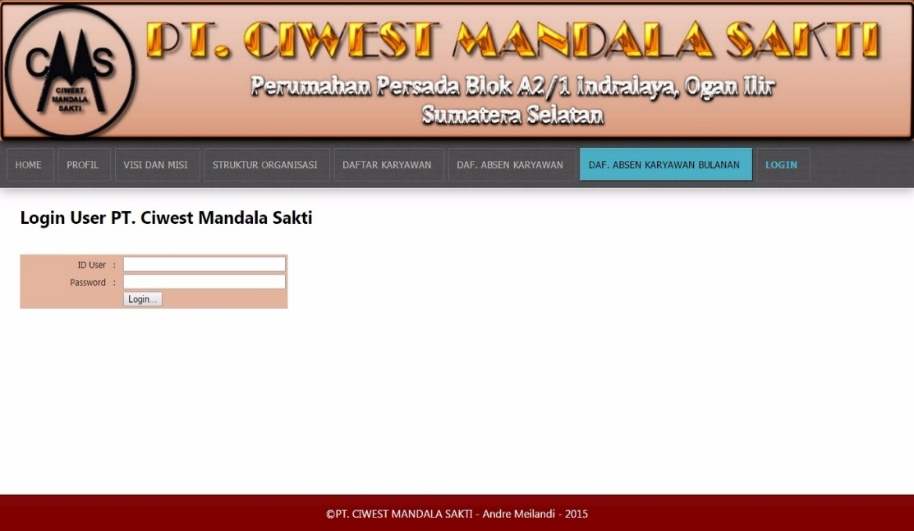 CMS
CIWEST
MANDALA
SAKTI
PT. CIWEST MANDALA SAKTI
Perumahan Persada Blok A2/1 Indralaya, Ogan Ilir
Sumatera Selatan
HOME PROFIL VISI DAN MISI STRUKTUR ORGANISASI DAFTAR KARYAWAN DAF. ABSEN KARYAWAN DAF. ABSEN KARYAWAN BULANAN LOGIN
Login User PT. Ciwest Mandala Sakti
ID User :
Password :
Login...
©PT. CIWEST MANDALA SAKTI - Andre Meilandi - 2015